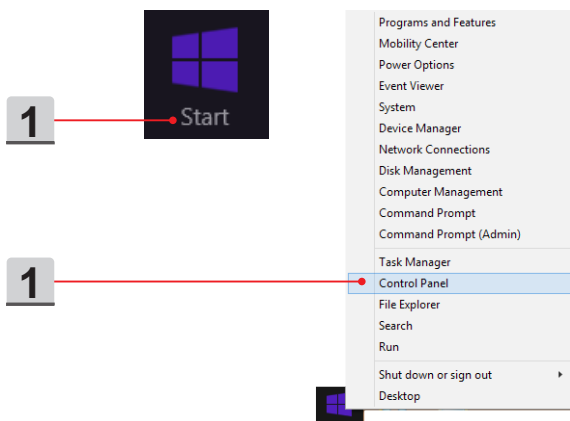 1
Start
1
Programs and Features
Mobility Center
Power Options
Event Viewer
System
Device Manager
Network Connections
Disk Management
Computer Management
Command Prompt
Command Prompt (Admin)
Task Manager
Control Panel
File Explorer
Search
Run
Shut down or sign out
Desktop